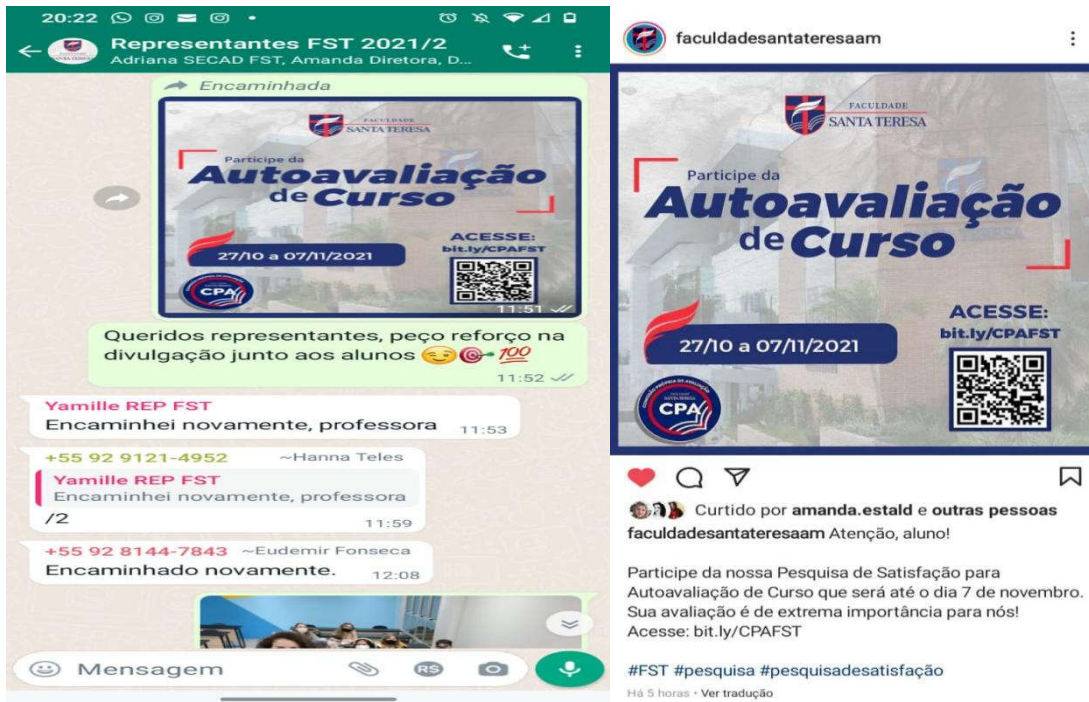 20:22
Representantes FST 2021/2
Adriana SECAD FST, Amanda Diretora, D...
Encaminhada
FACULDADE
SANTA TERESA
Participe da
Autoavaliação
de Curso
27/10 a 07/11/2021
ACESSE:
bit.ly/CPAFST
CPA
11:51
Queridos representantes, peço reforço na
divulgação junto aos alunos 😏🎯💯
11:52
Yamille REP FST
Encaminhei novamente, professora 11:53
+55 92 9121-4952 ~Hanna Teles
Yamille REP FST
Encaminhei novamente, professora
/2 11:59
+55 92 8144-7843 ~Eudemir Fonseca
Encaminhado novamente. 12:08
Mensagem
R$
faculdadesantateresaam
FACULDADE
SANTA TERESA
Participe da
Autoavaliação
de Curso
27/10 a 07/11/2021
ACESSE:
bit.ly/CPAFST
COMISSÃO PRÓPRIA DE AVALIAÇÃO
CPA
Curtido por amanda.estald e outras pessoas
faculdadesantateresaam Atenção, aluno!
Participe da nossa Pesquisa de Satisfação para
Autoavaliação de Curso que será até o dia 7 de novembro.
Sua avaliação é de extrema importância para nós!
Acesse: bit.ly/CPAFST
#FST #pesquisa #pesquisadesatisfação
Há 5 horas • Ver tradução